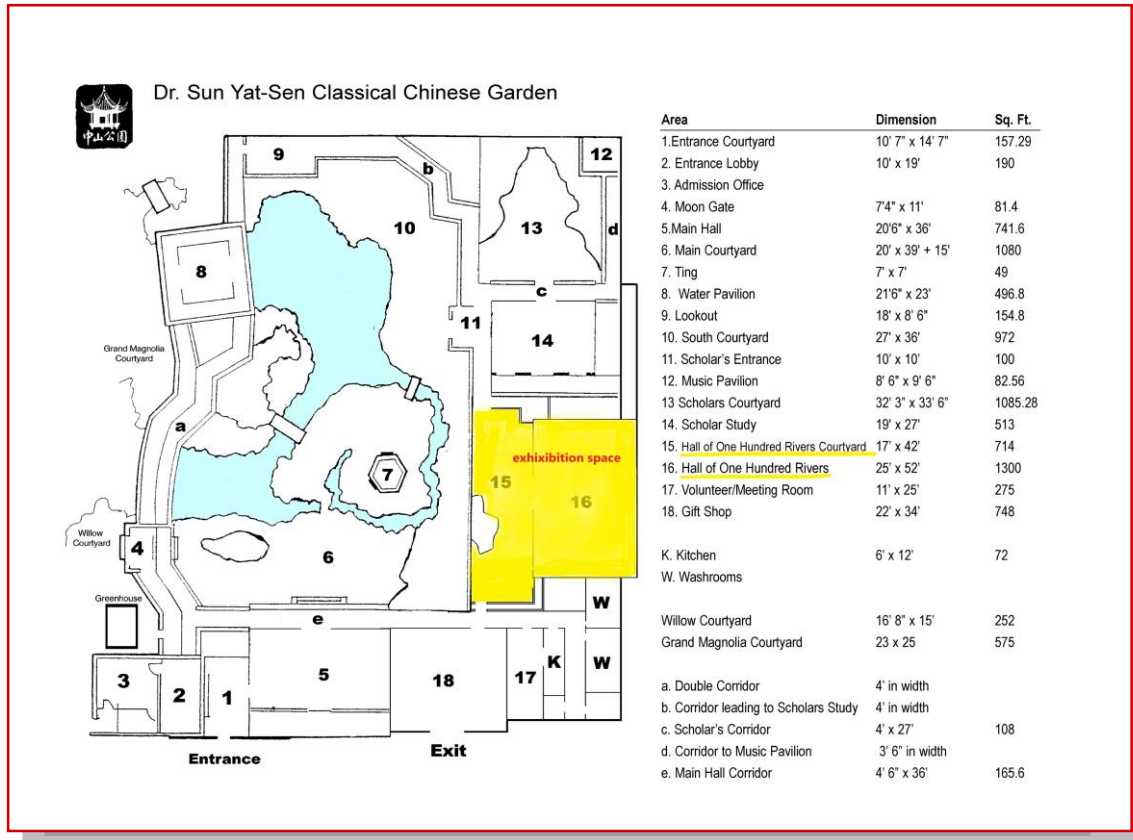 Dr. Sun Yat-Sen Classical Chinese Garden
中山公園
9
b
12
10
13
d
8
c
11
14
Grand Magnolia
Courtyard
a
exhixibition space
15
16
7
Willow
Courtyard
4
6
Greenhouse
W
e
3
2
1
5
18
17
K
W
Entrance
Exit
Area Dimension Sq. Ft.
1.Entrance Courtyard 10' 7" x 14' 7" 157.29
2. Entrance Lobby 10' x 19' 190
3. Admission Office
4. Moon Gate 7'4" x 11' 81.4
5.Main Hall 20'6" x 36' 741.6
6. Main Courtyard 20' x 39' + 15' 1080
7. Ting 7' x 7' 49
8. Water Pavilion 21'6" x 23' 496.8
9. Lookout 18' x 8' 6" 154.8
10. South Courtyard 27' x 36' 972
11. Scholar's Entrance 10' x 10' 100
12. Music Pavilion 8' 6" x 9' 6" 82.56
13 Scholars Courtyard 32' 3" x 33' 6" 1085.28
14. Scholar Study 19' x 27' 513
15. Hall of One Hundred Rivers Courtyard 17' x 42' 714
16. Hall of One Hundred Rivers 25' x 52' 1300
17. Volunteer/Meeting Room 11' x 25' 275
18. Gift Shop 22' x 34' 748
K. Kitchen 6' x 12' 72
W. Washrooms
Willow Courtyard 16' 8" x 15' 252
Grand Magnolia Courtyard 23 x 25 575
a. Double Corridor 4' in width
b. Corridor leading to Scholars Study 4' in width
c. Scholar's Corridor 4' x 27' 108
d. Corridor to Music Pavilion 3' 6" in width
e. Main Hall Corridor 4' 6" x 36' 165.6